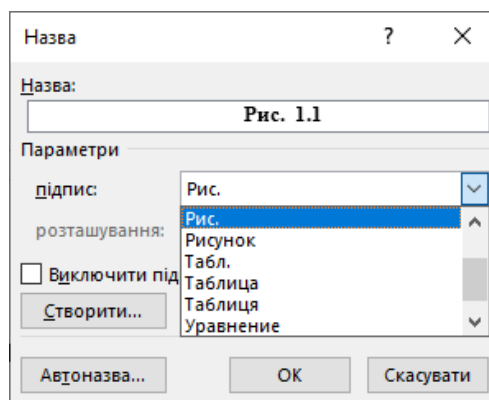 Назва ? ×
Назва:
Рис. 1.1
Параметри
підпис: Рис.
Рис.
розташування:
Рисунок
Табл.
Виключити під
Таблица
Таблиця
Створити...
Уравнение
Автоназва... ОК Скасувати